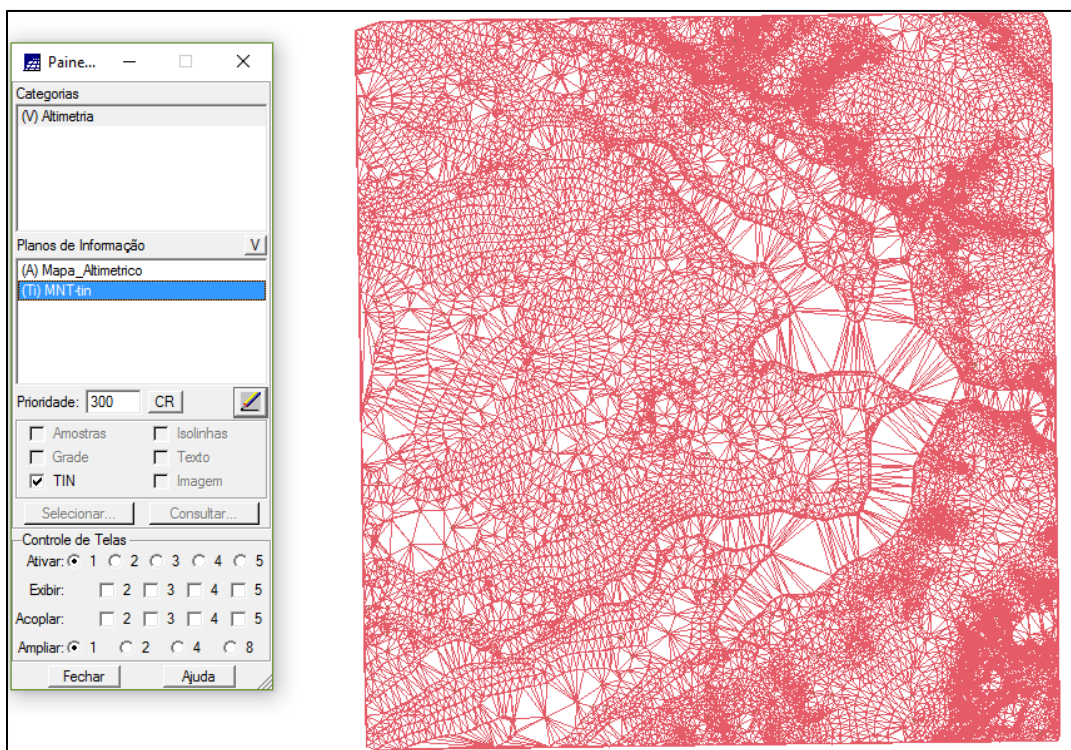 Paine...
Categorias
(V) Altimetria
Planos de Informação V
(A) Mapa_Altimetrico
(Ti) MNT-tin
Prioridade: 300 CR
Amostras Isolinhas
Grade Texto
TIN Imagem
Selecionar... Consultar...
Controle de Telas
Ativar: 1 2 3 4 5
Exibir: 2 3 4 5
Acoplar: 2 3 4 5
Ampliar: 1 2 4 8
Fechar Ajuda